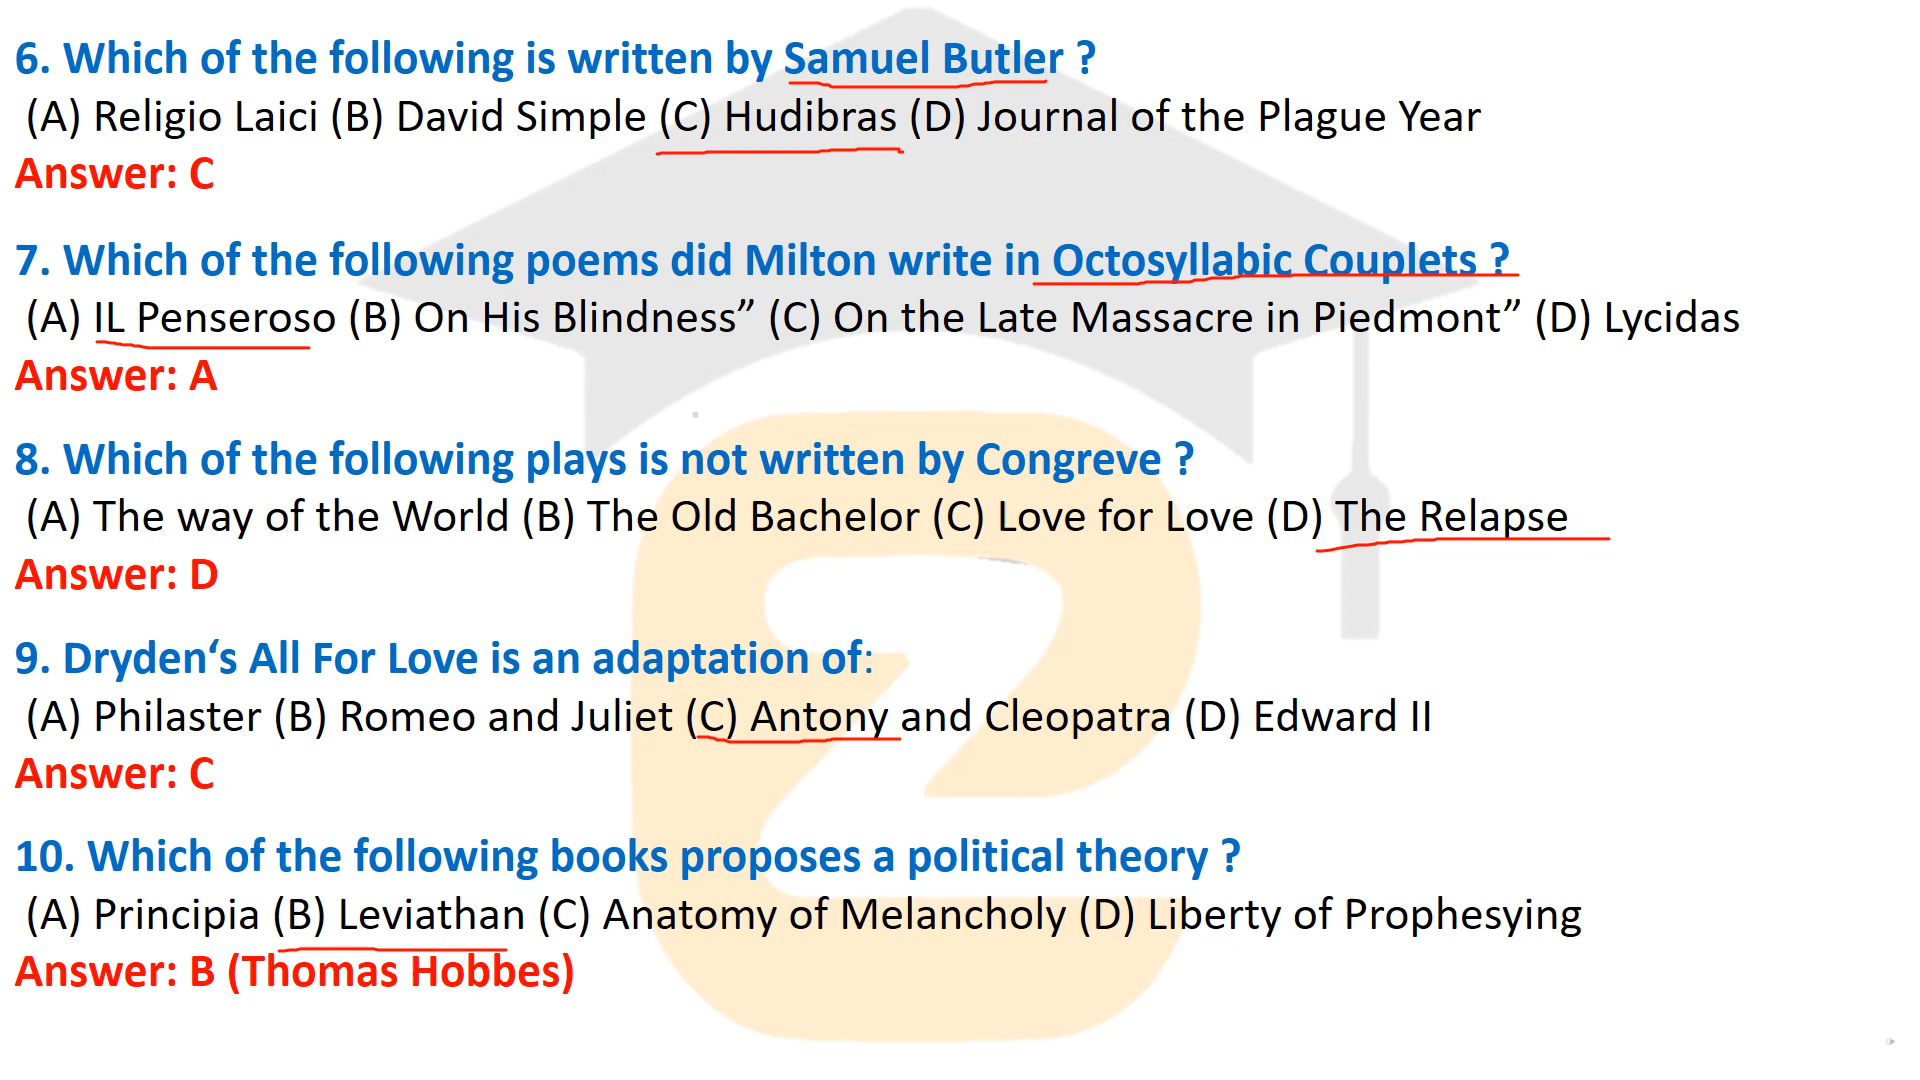 6. Which of the following is written by Samuel Butler ?
(A) Religio Laici (B) David Simple (C) Hudibras (D) Journal of the Plague Year
Answer: C
7. Which of the following poems did Milton write in Octosyllabic Couplets ?
(A) IL Penseroso (B) On His Blindness” (C) On the Late Massacre in Piedmont” (D) Lycidas
Answer: A
8. Which of the following plays is not written by Congreve ?
(A) The way of the World (B) The Old Bachelor (C) Love for Love (D) The Relapse
Answer: D
9. Dryden‘s All For Love is an adaptation of:
(A) Philaster (B) Romeo and Juliet (C) Antony and Cleopatra (D) Edward II
Answer: C
10. Which of the following books proposes a political theory ?
(A) Principia (B) Leviathan (C) Anatomy of Melancholy (D) Liberty of Prophesying
Answer: B (Thomas Hobbes)